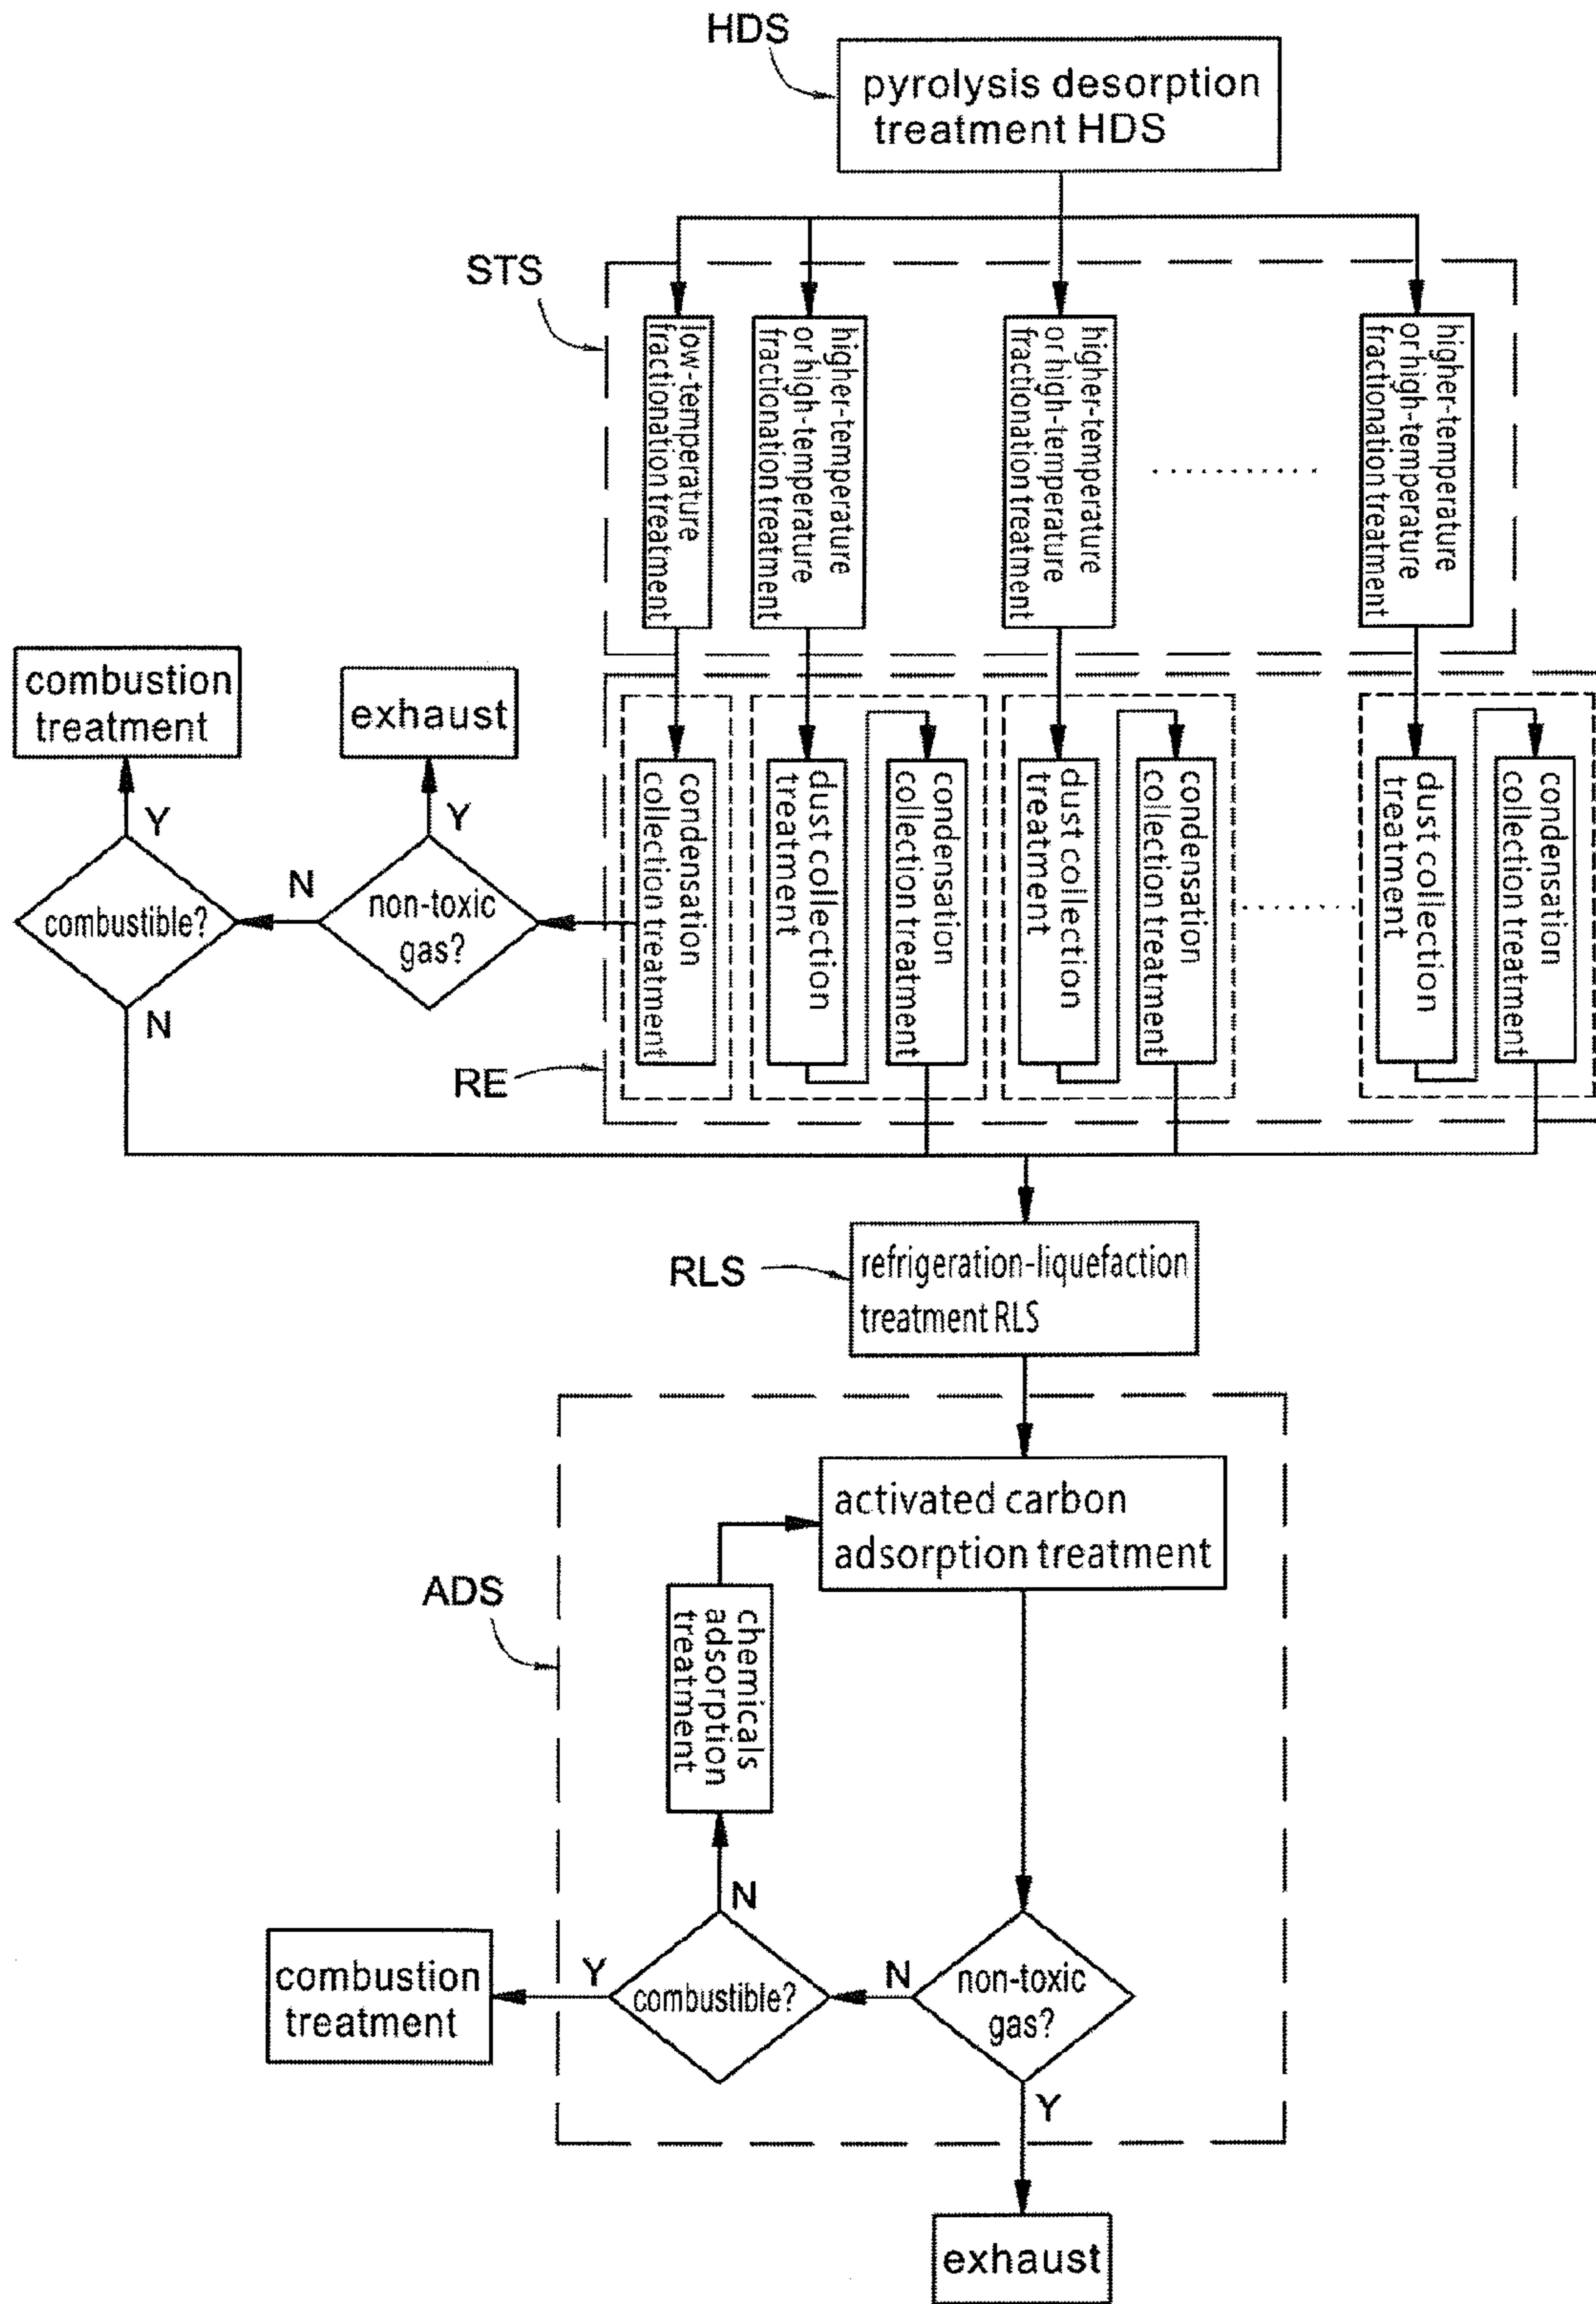 HDS
pyrolysis desorption
treatment HDS
STS
low-temperature
fractionation treatment
higher-temperature
or high-temperature
fractionation treatment
higher-temperature
or high-temperature
fractionation treatment
higher-temperature
or high-temperature
fractionation treatment
combustion
treatment
exhaust
Y
Y
combustible?
N
non-toxic
gas?
N
condensation
collection treatment
dust collection
treatment
condensation
collection treatment
dust collection
treatment
condensation
collection treatment
dust collection
treatment
condensation
collection treatment
RE
RLS
refrigeration-liquefaction
treatment RLS
activated carbon
adsorption treatment
ADS
chemicals
adsorption
treatment
N
combustion
treatment
Y
combustible?
N
non-toxic
gas?
Y
exhaust